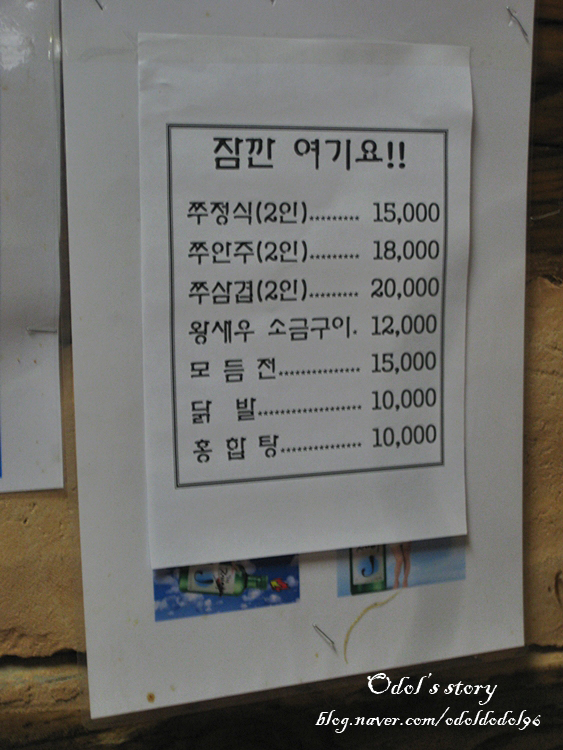 잠깐 여기요!!
쭈정식(2인)......... 15,000
쭈안주(2인)......... 18,000
쭈삼겹(2인)......... 20,000
왕새우 소금구이. 12,000
모 듬 전............... 15,000
닭 발................... 10,000
홍 합 탕............... 10,000
Odol's story
blog.naver.com/odoldodol96